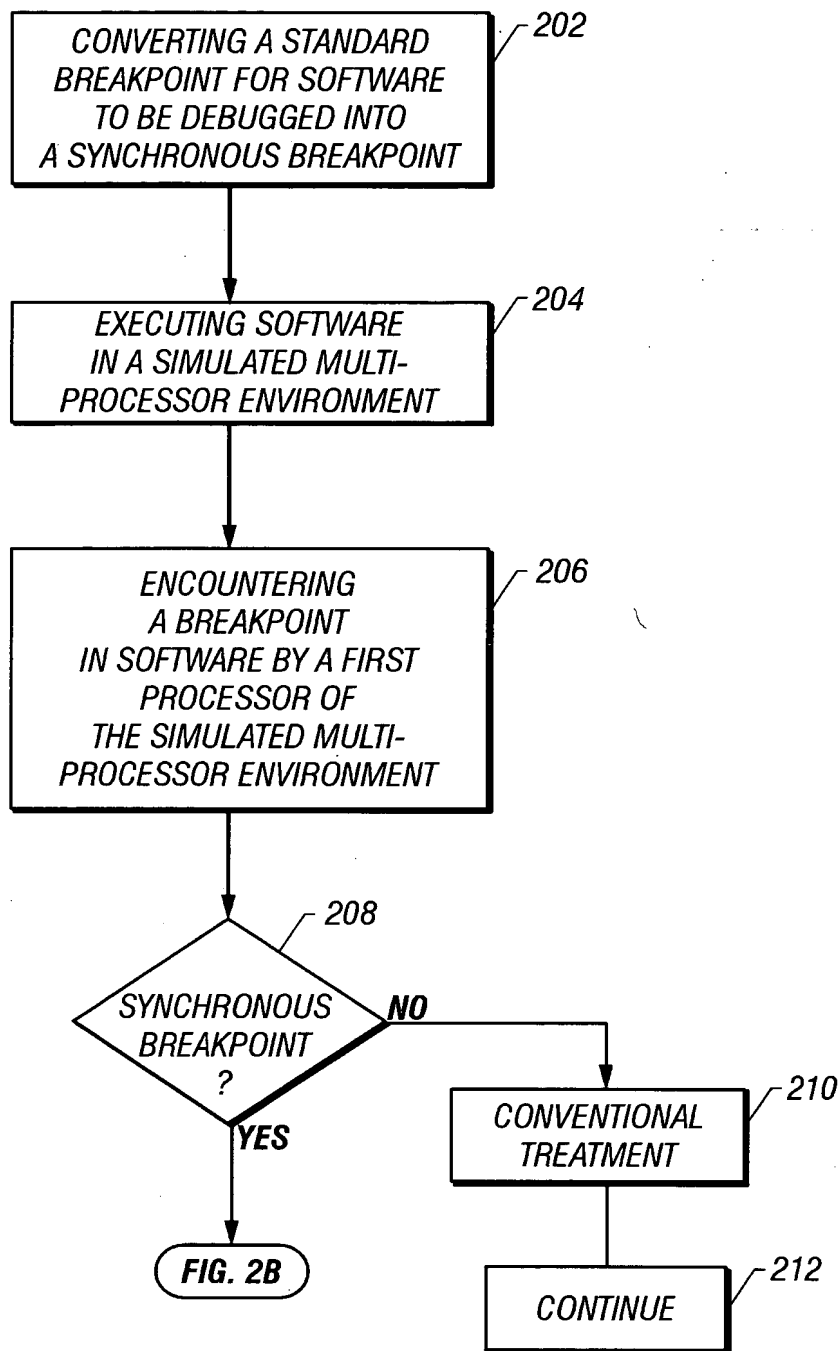 CONVERTING A STANDARD
BREAKPOINT FOR SOFTWARE
TO BE DEBUGGED INTO
A SYNCHRONOUS BREAKPOINT
202
EXECUTING SOFTWARE
IN A SIMULATED MULTI-
PROCESSOR ENVIRONMENT
204
ENCOUNTERING
A BREAKPOINT
IN SOFTWARE BY A FIRST
PROCESSOR OF
THE SIMULATED MULTI-
PROCESSOR ENVIRONMENT
206
208
SYNCHRONOUS
BREAKPOINT
?
NO
YES
210
CONVENTIONAL
TREATMENT
FIG. 2B
212
CONTINUE